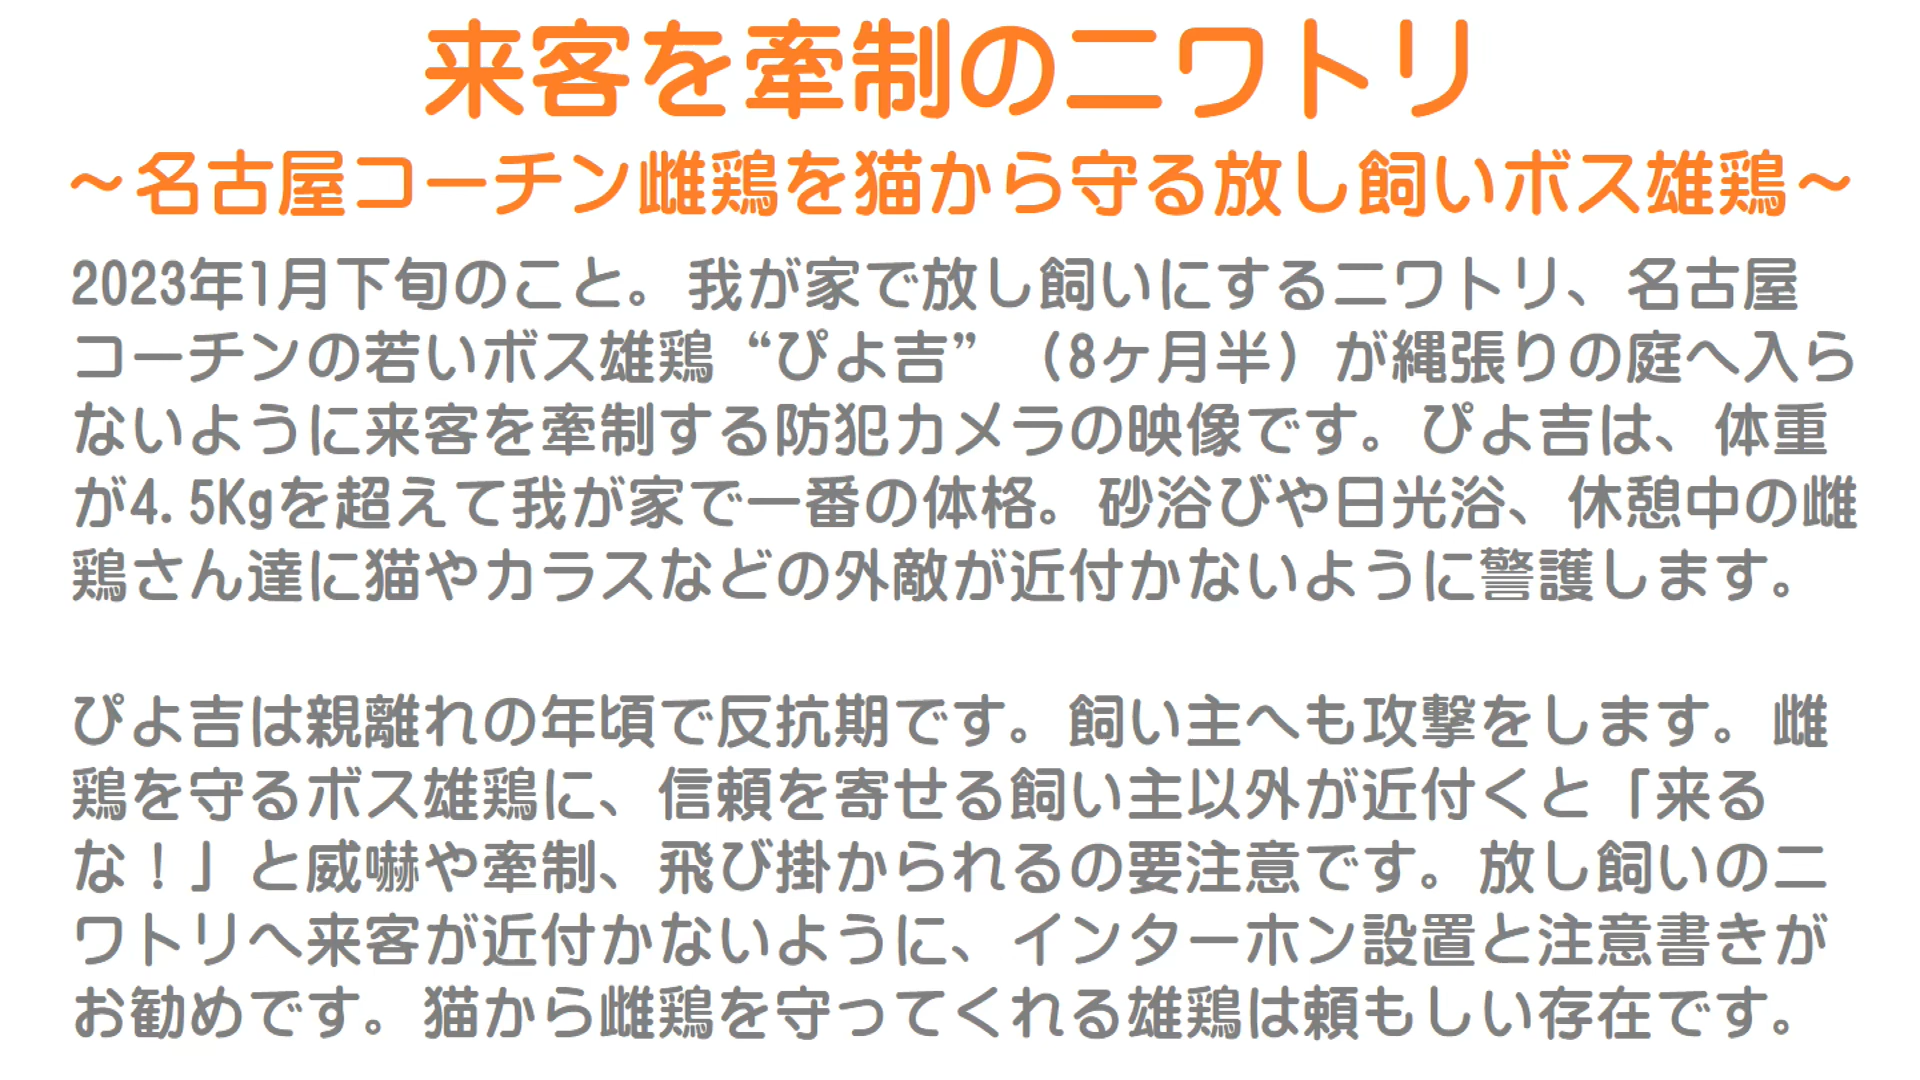 来客を牽制のニワトリ
～名古屋コーチン雌鶏を猫から守る放し飼いボス雄鶏～
2023年1月下旬のこと。我が家で放し飼いにするニワトリ、名古屋
コーチンの若いボス雄鶏“ぴよ吉”（8ヶ月半）が縄張りの庭へ入ら
ないように来客を牽制する防犯カメラの映像です。ぴよ吉は、体重
が4.5Kgを超えて我が家で一番の体格。砂浴びや日光浴、休憩中の雌
鶏さん達に猫やカラスなどの外敵が近付かないように警護します。
ぴよ吉は親離れの年頃で反抗期です。飼い主へも攻撃をします。雌
鶏を守るボス雄鶏に、信頼を寄せる飼い主以外が近付くと「来る
な！」と威嚇や牽制、飛び掛かられるの要注意です。放し飼いのニ
ワトリへ来客が近付かないように、インターホン設置と注意書きが
お勧めです。猫から雌鶏を守ってくれる雄鶏は頼もしい存在です。